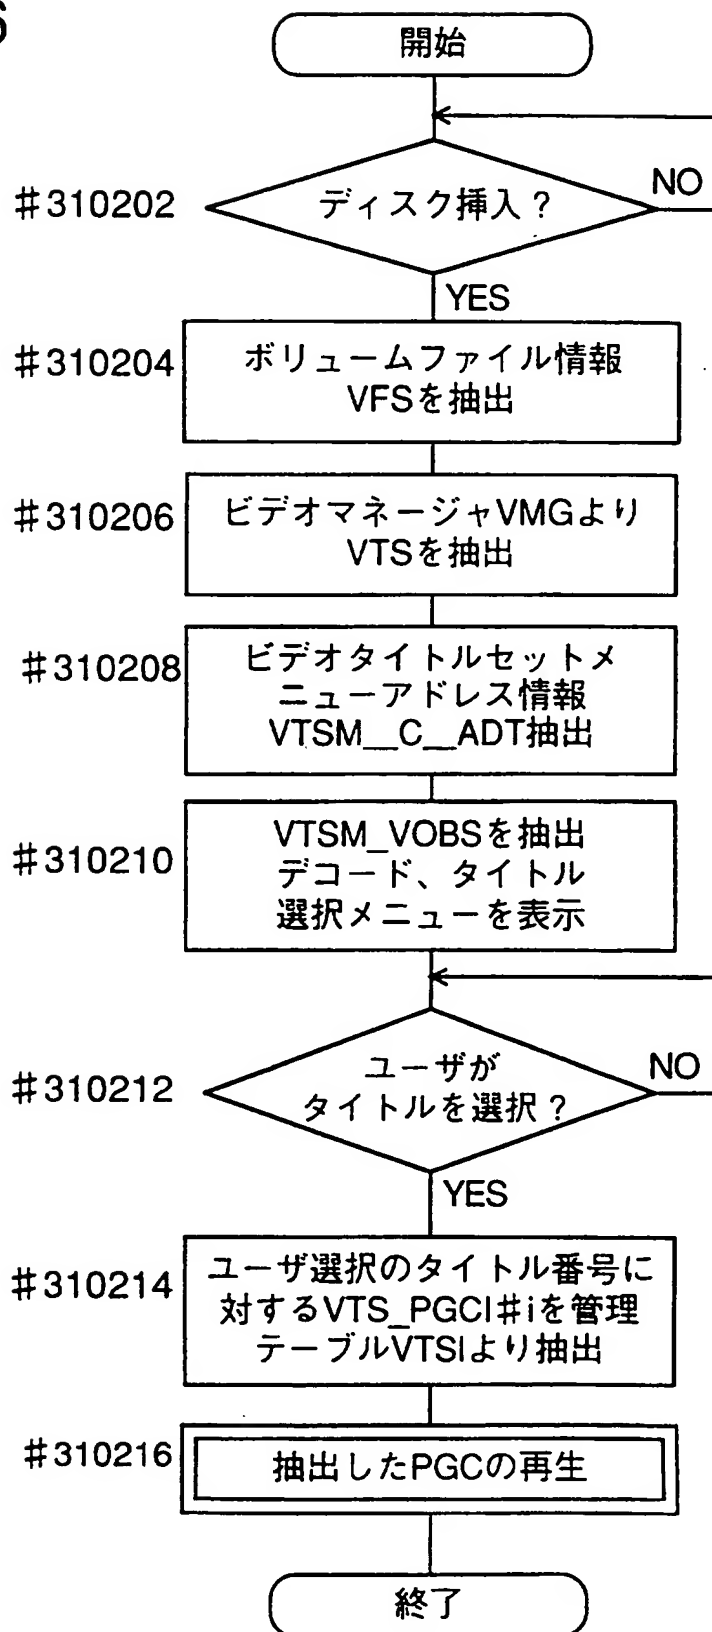 6
開始
#310202
ディスク挿入?
NO
YES
#310204
ボリュームファイル情報
VFSを抽出
#310206
ビデオマネージャVMGより
VTSを抽出
#310208
ビデオタイトルセットメ
ニューアドレス情報
VTSM__C__ADT抽出
#310210
VTSM_VOBSを抽出
デコード、タイトル
選択メニューを表示
#310212
ユーザが
タイトルを選択?
NO
YES
#310214
ユーザ選択のタイトル番号に
対するVTS_PGCI#iを管理
テーブルVTSIより抽出
#310216
抽出したPGCの再生
終了